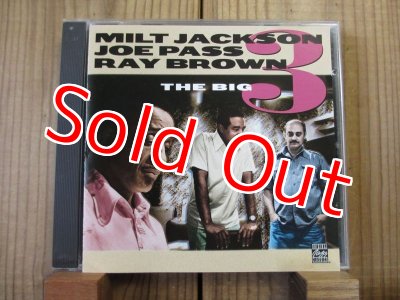 MILT JACKSON
JOE PASS
RAY BROWN
3
THE BIG
Sold Out